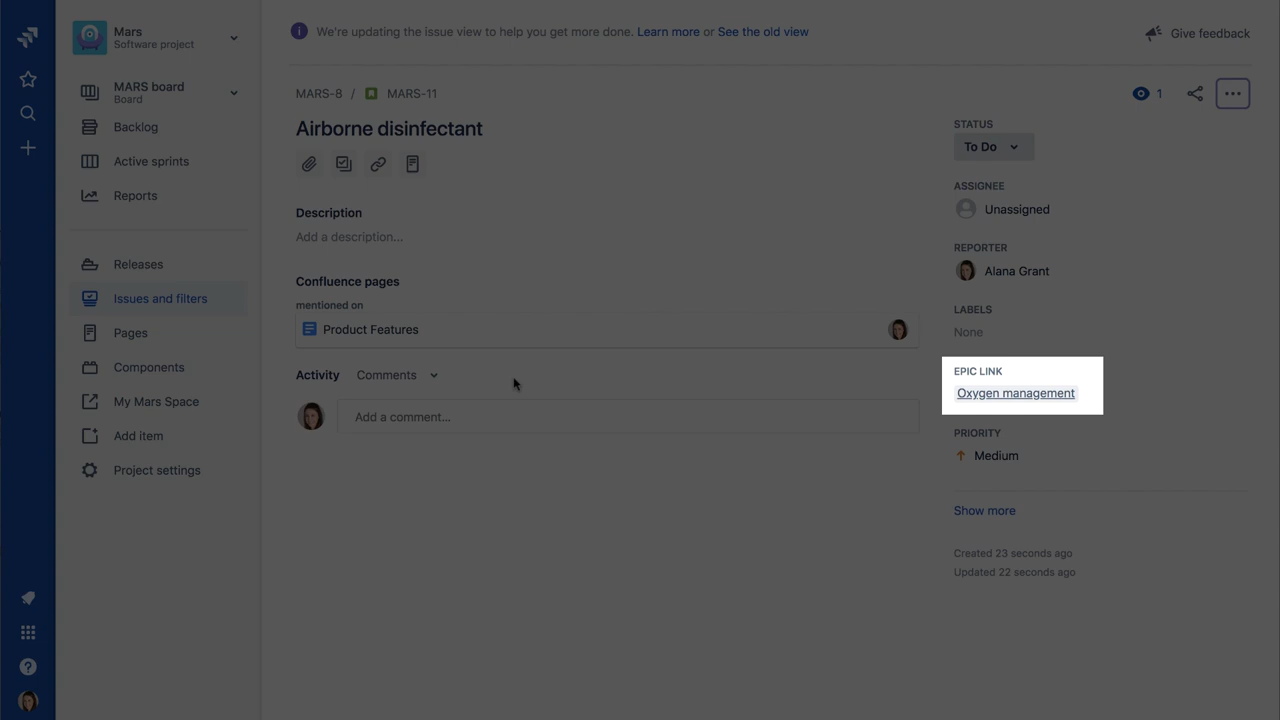 Mars
Software project
MARS board
Board
Backlog
Active sprints
Reports
Releases
Issues and filters
Pages
Components
My Mars Space
Add item
Project settings
We're updating the issue view to help you get more done. Learn more or See the old view
Give feedback
MARS-8 / MARS-11
1
Airborne disinfectant
Description
Add a description...
Confluence pages
mentioned on
Product Features
Activity Comments
Add a comment...
STATUS
To Do
ASSIGNEE
Unassigned
REPORTER
Alana Grant
LABELS
None
EPIC LINK
Oxygen management
PRIORITY
Medium
Show more
Created 23 seconds ago
Updated 22 seconds ago